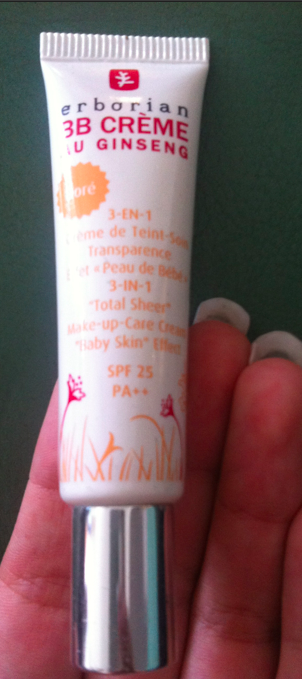 erborian
BB CRÈME
AU GINSENG
doré
3-EN-1
Crème de Teint-Soin
Transparence
Effet «Peau de Bébé»
3-IN-1
"Total Sheer"
Make-up-Care Cream
"Baby Skin" Effect
SPF 25
PA++